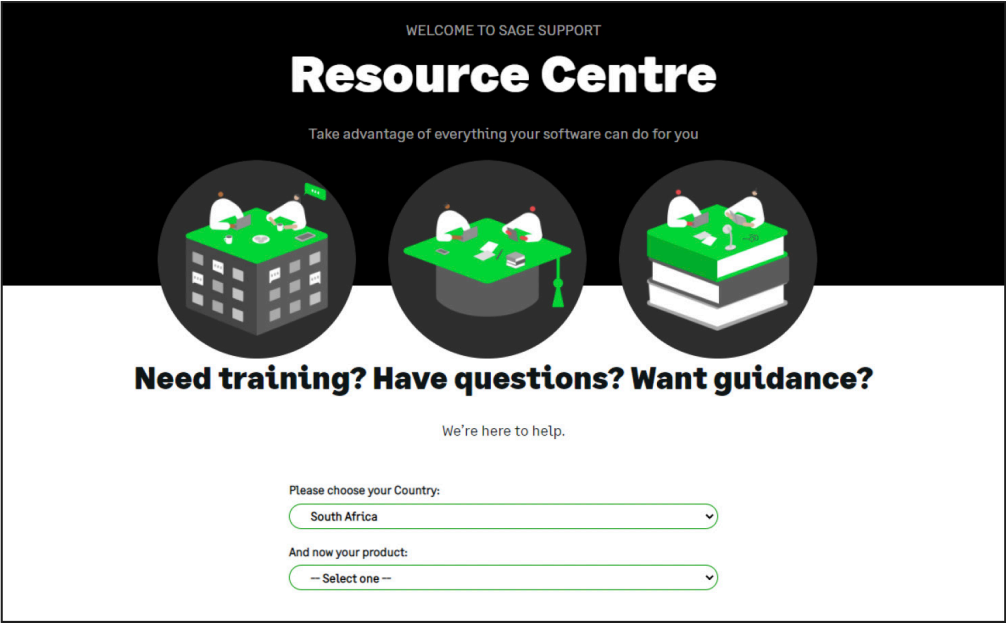 WELCOME TO SAGE SUPPORT
Resource Centre
Take advantage of everything your software can do for you
Need training? Have questions? Want guidance?
We're here to help.
Please choose your Country:
South Africa
And now your product:
-- Select one --